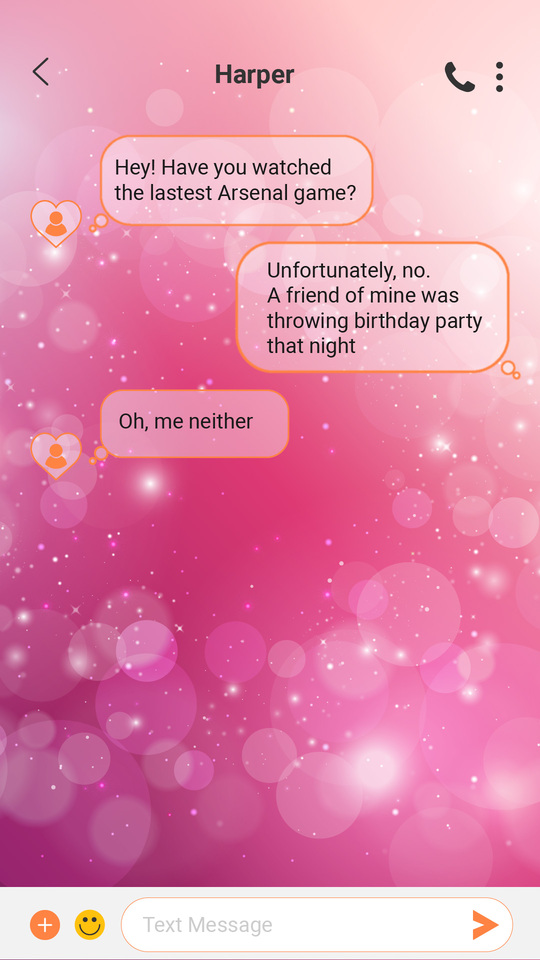 Harper
Hey! Have you watched
the lastest Arsenal game?
Unfortunately, no.
A friend of mine was
throwing birthday party
that night
Oh, me neither
Text Message